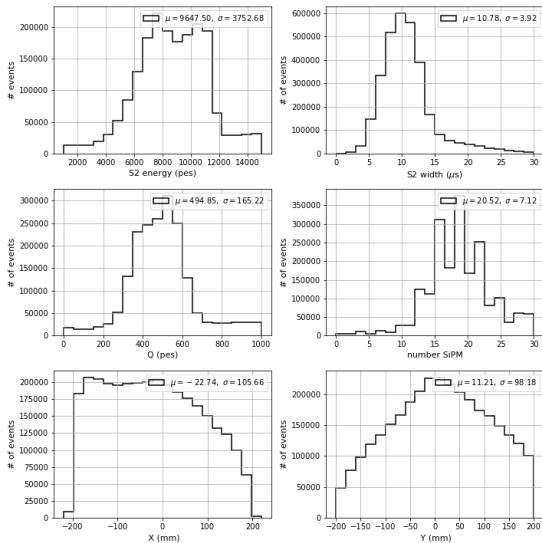 μ = 9647.50, σ = 3752.68
200000
150000
100000
50000
0
# of events
2000 4000 6000 8000 10000 12000 14000
S2 energy (pes)
μ = 10.78, σ = 3.92
600000
500000
400000
300000
200000
100000
0
# of events
0 5 10 15 20 25 30
S2 width (μs)
μ = 494.85, σ = 165.22
300000
250000
200000
150000
100000
50000
0
# of events
0 200 400 600 800 1000
Q (pes)
μ = 20.52, σ = 7.12
350000
300000
250000
200000
150000
100000
50000
0
# of events
0 5 10 15 20 25 30
number SiPM
μ = −22.74, σ = 105.66
200000
175000
150000
125000
100000
75000
50000
25000
0
# of events
−200 −100 0 100 200
X (mm)
μ = 11.21, σ = 98.18
200000
150000
100000
50000
0
# of events
−200 −150 −100 −50 0 50 100 150 200
Y (mm)